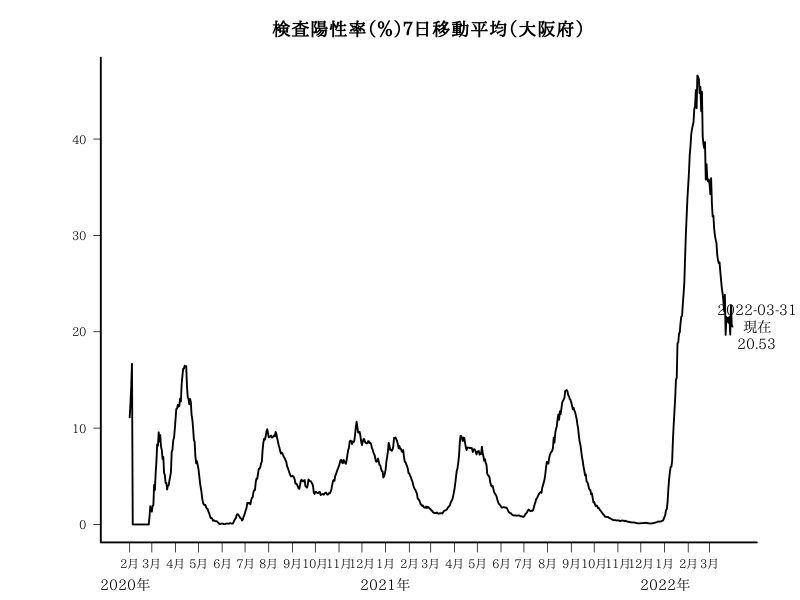 検査陽性率(%)7日移動平均(大阪府)
40
30
20
10
0
2022-03-31
現在
20.53
2月 3月 4月 5月 6月 7月 8月 9月 10月 11月 12月 1月 2月 3月 4月 5月 6月 7月 8月 9月 10月 11月 12月 1月 2月 3月
2020年 2021年 2022年